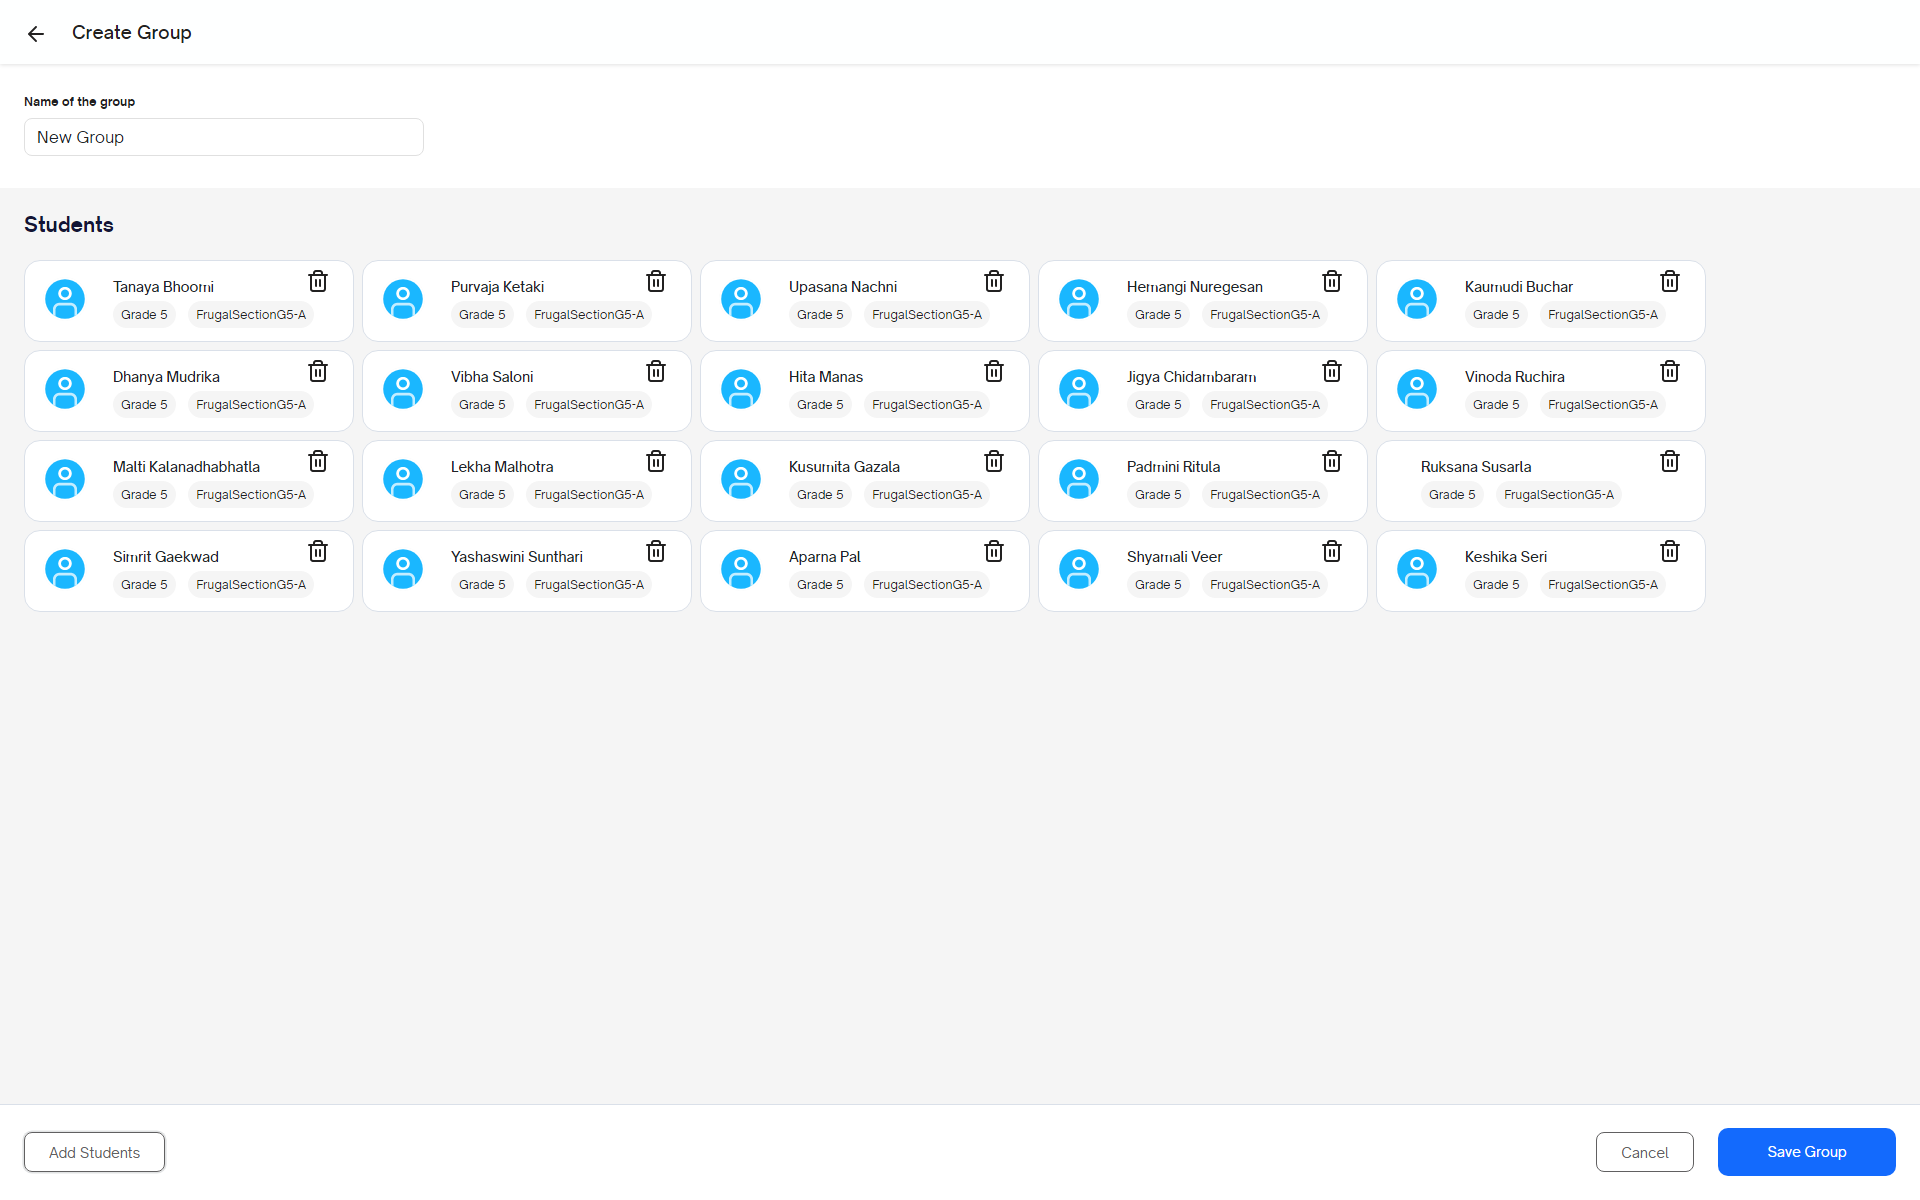 Create Group
Name of the group
New Group
Students
Tanaya Bhoomi
Grade 5 FrugalSectionG5-A
Purvaja Ketaki
Grade 5 FrugalSectionG5-A
Upasana Nachni
Grade 5 FrugalSectionG5-A
Hemangi Nuregesan
Grade 5 FrugalSectionG5-A
Kaumudi Buchar
Grade 5 FrugalSectionG5-A
Dhanya Mudrika
Grade 5 FrugalSectionG5-A
Vibha Saloni
Grade 5 FrugalSectionG5-A
Hita Manas
Grade 5 FrugalSectionG5-A
Jigya Chidambaram
Grade 5 FrugalSectionG5-A
Vinoda Ruchira
Grade 5 FrugalSectionG5-A
Malti Kalanadhabhatla
Grade 5 FrugalSectionG5-A
Lekha Malhotra
Grade 5 FrugalSectionG5-A
Kusumita Gazala
Grade 5 FrugalSectionG5-A
Padmini Ritula
Grade 5 FrugalSectionG5-A
Ruksana Susarla
Grade 5 FrugalSectionG5-A
Simrit Gaekwad
Grade 5 FrugalSectionG5-A
Yashaswini Sunthari
Grade 5 FrugalSectionG5-A
Aparna Pal
Grade 5 FrugalSectionG5-A
Shyamali Veer
Grade 5 FrugalSectionG5-A
Keshika Seri
Grade 5 FrugalSectionG5-A
Add Students
Cancel
Save Group